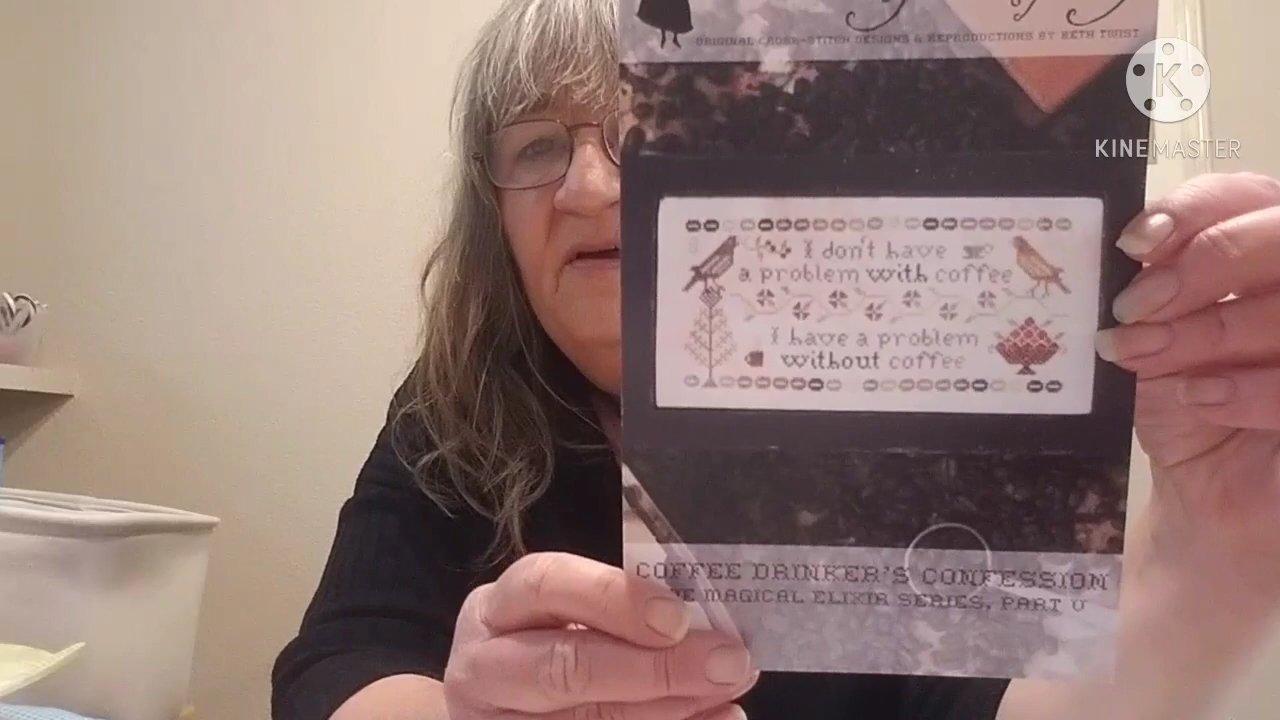 ORIGINAL CROSS-STITCH DESIGNS & REPRODUCTIONS BY BETH TWIST
K
KINEMASTER
I don't have
a problem with coffee
I have a problem
without coffee
COFFEE DRINKER'S CONFESSION
MAGICAL ELIXIR SERIES, PART V